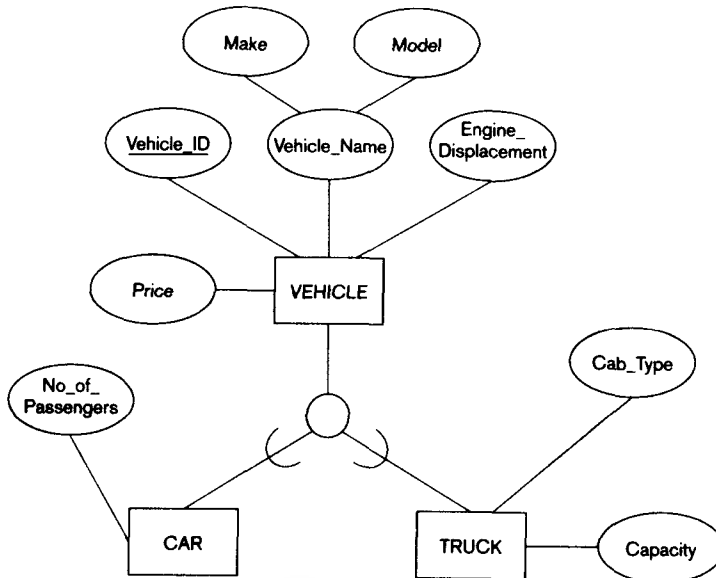 Make
Model
Vehicle_ID
Vehicle_Name
Engine_
Displacement
Price
VEHICLE
Cab_Type
No_of_
Passengers
CAR
TRUCK
Capacity